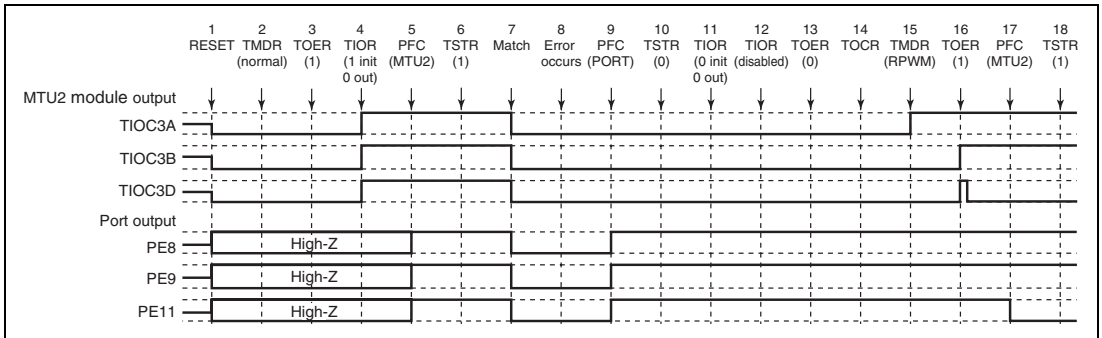 1 2 3 4 5 6 7 8 9 10 11 12 13 14 15 16 17 18
RESET TMDR TOER TIOR PFC TSTR Match Error PFC TSTR TIOR TIOR TOER TOCR TMDR TOER PFC TSTR
(normal) (1) (1 init (MTU2) (1) occurs (PORT) (0) (0 init (disabled) (0) (RPWM) (1) (MTU2) (1)
0 out) 0 out)
MTU2 module output
TIOC3A
TIOC3B
TIOC3D
Port output
PE8 High-Z
PE9 High-Z
PE11 High-Z